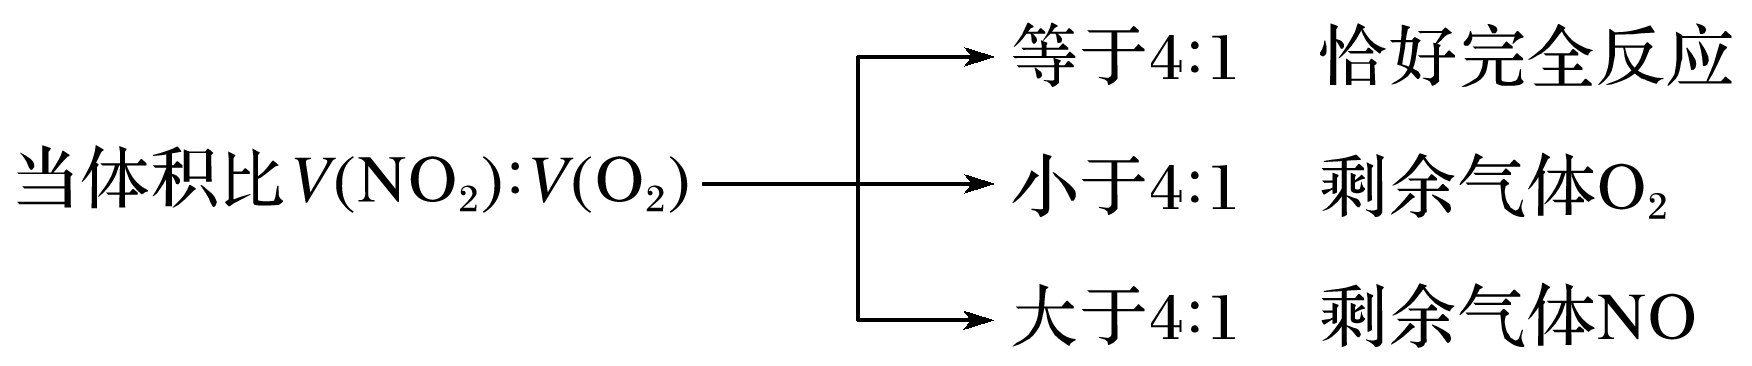 等于4∶1 恰好完全反应
当体积比V(NO₂)∶V(O₂) 小于4∶1 剩余气体O₂
大于4∶1 剩余气体NO